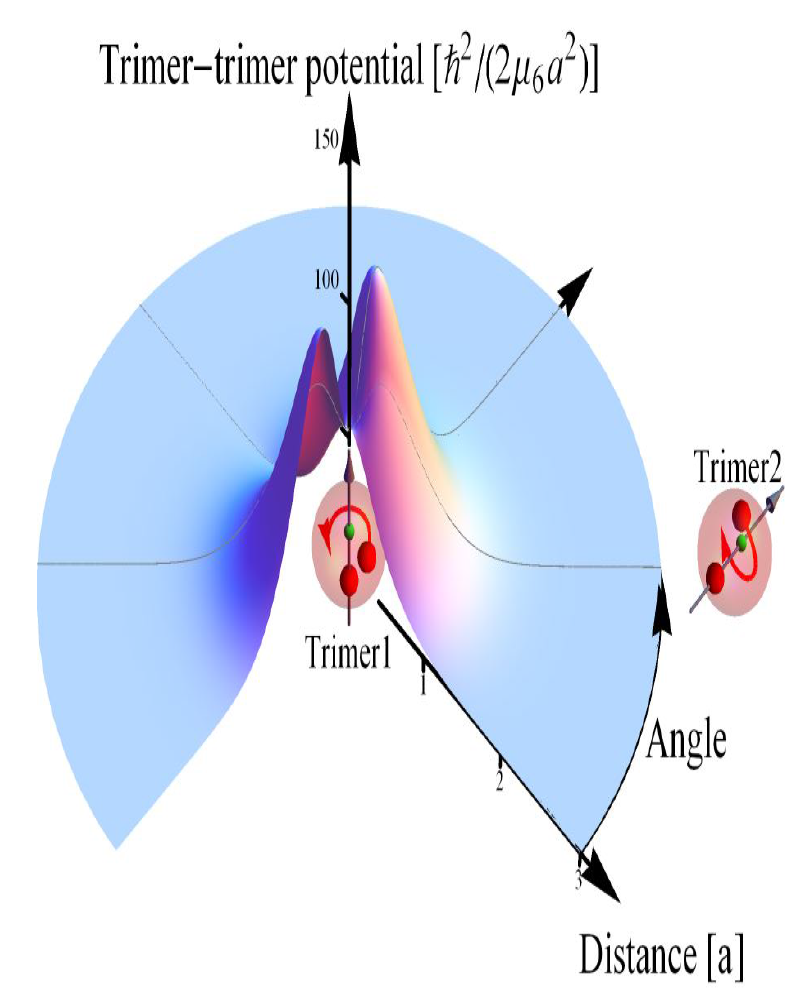 Trimer–trimer potential [ℏ²/(2μ₆a²)]
150
100
Trimer2
Trimer1
1
Angle
2
3
Distance [a]